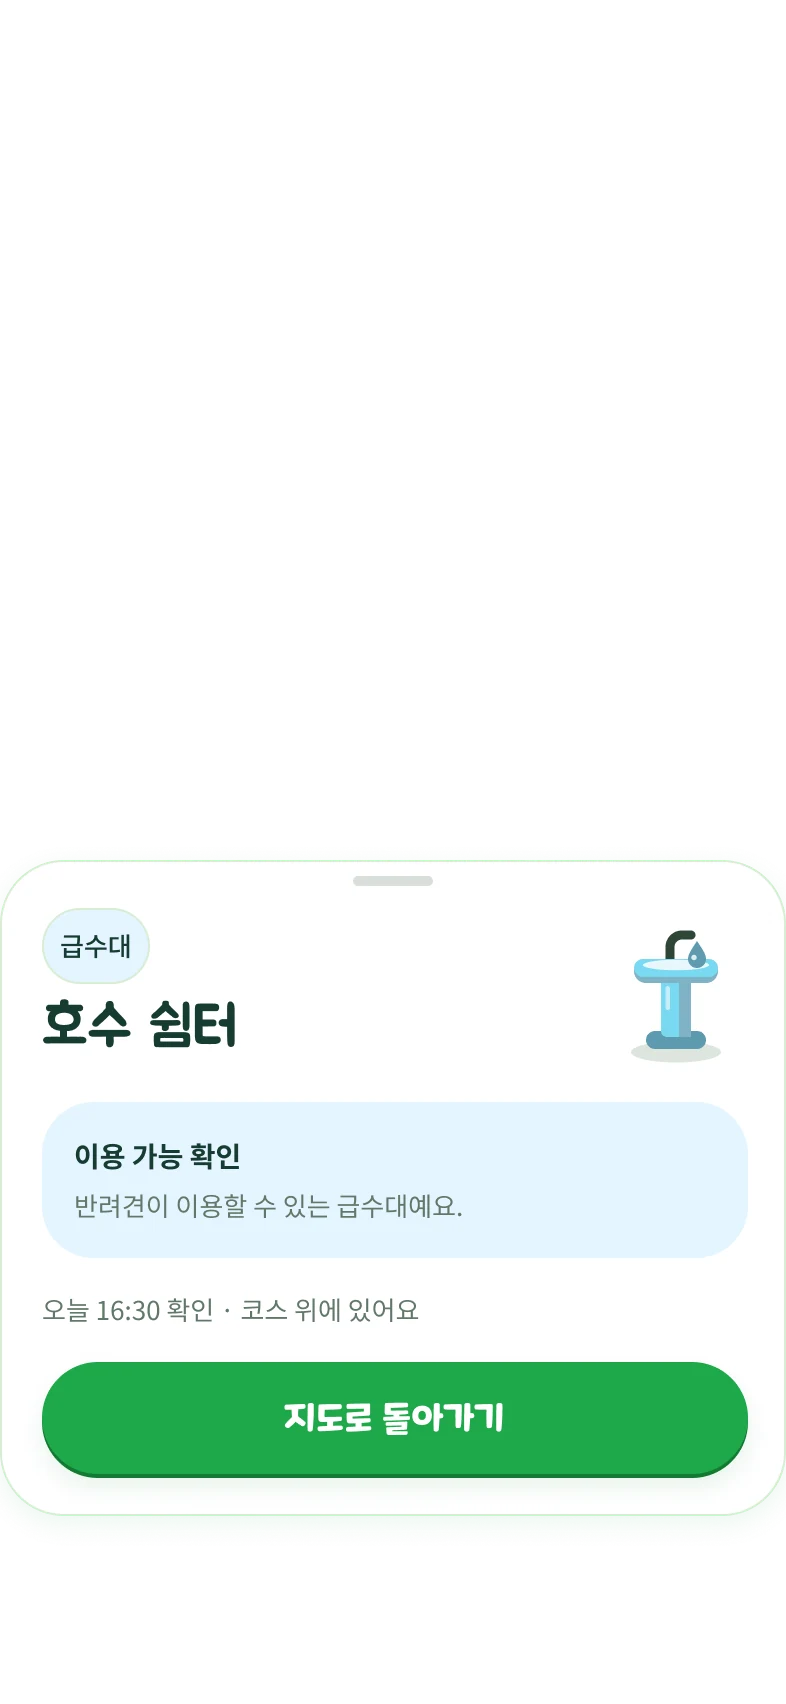 급수대
호수 쉼터
이용 가능 확인
반려견이 이용할 수 있는 급수대예요.
오늘 16:30 확인 · 코스 위에 있어요
지도로 돌아가기